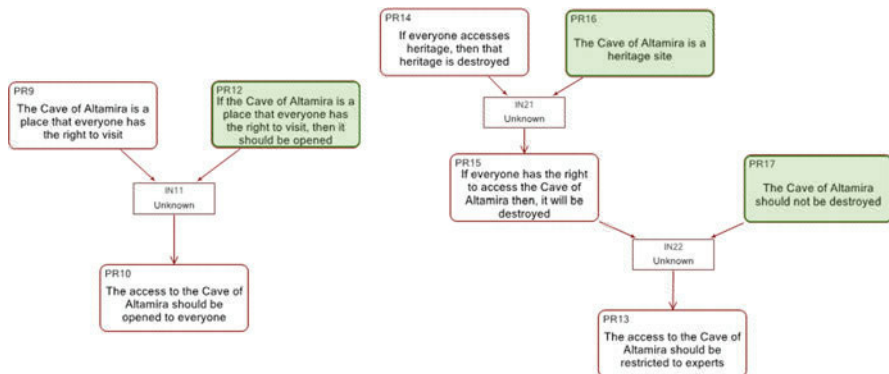 PR9
The Cave of Altamira is a
place that everyone has
the right to visit
PR12
If the Cave of Altamira is a
place that everyone has
the right to visit, then it
should be opened
IN11
Unknown
PR10
The access to the Cave of
Altamira should be
opened to everyone
PR14
If everyone accesses
heritage, then that
heritage is destroyed
PR16
The Cave of Altamira is a
heritage site
IN21
Unknown
PR15
If everyone has the right
to access the Cave of
Altamira then, it will be
destroyed
PR17
The Cave of Altamira
should not be destroyed
IN22
Unknown
PR13
The access to the Cave of
Altamira should be
restricted to experts